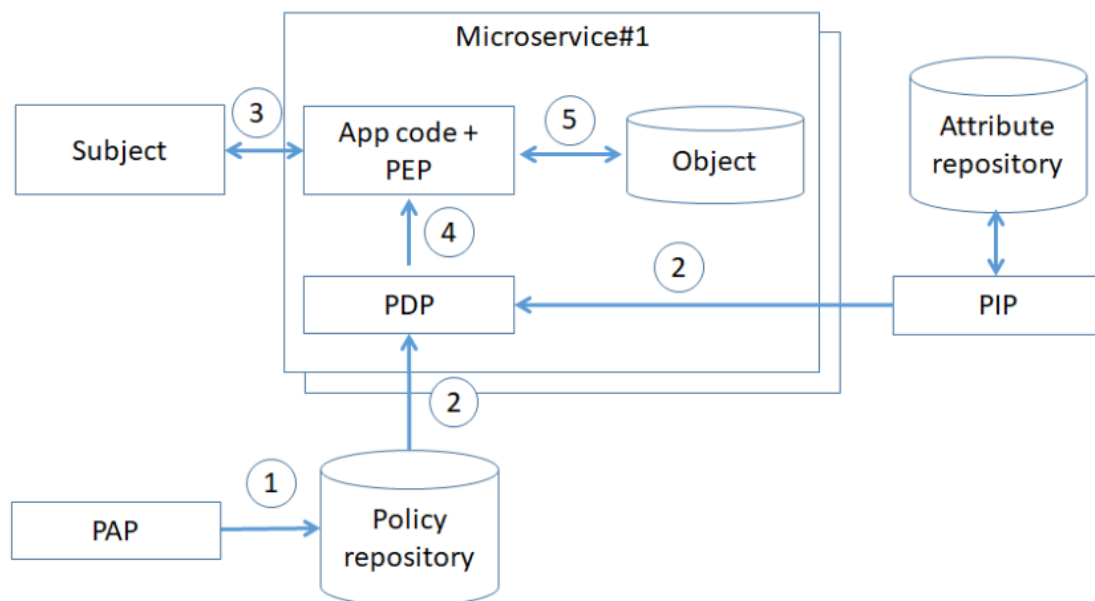 Microservice#1
Subject
3
App code +
PEP
5
Object
Attribute
repository
4
2
PDP
PIP
2
1
PAP
Policy
repository